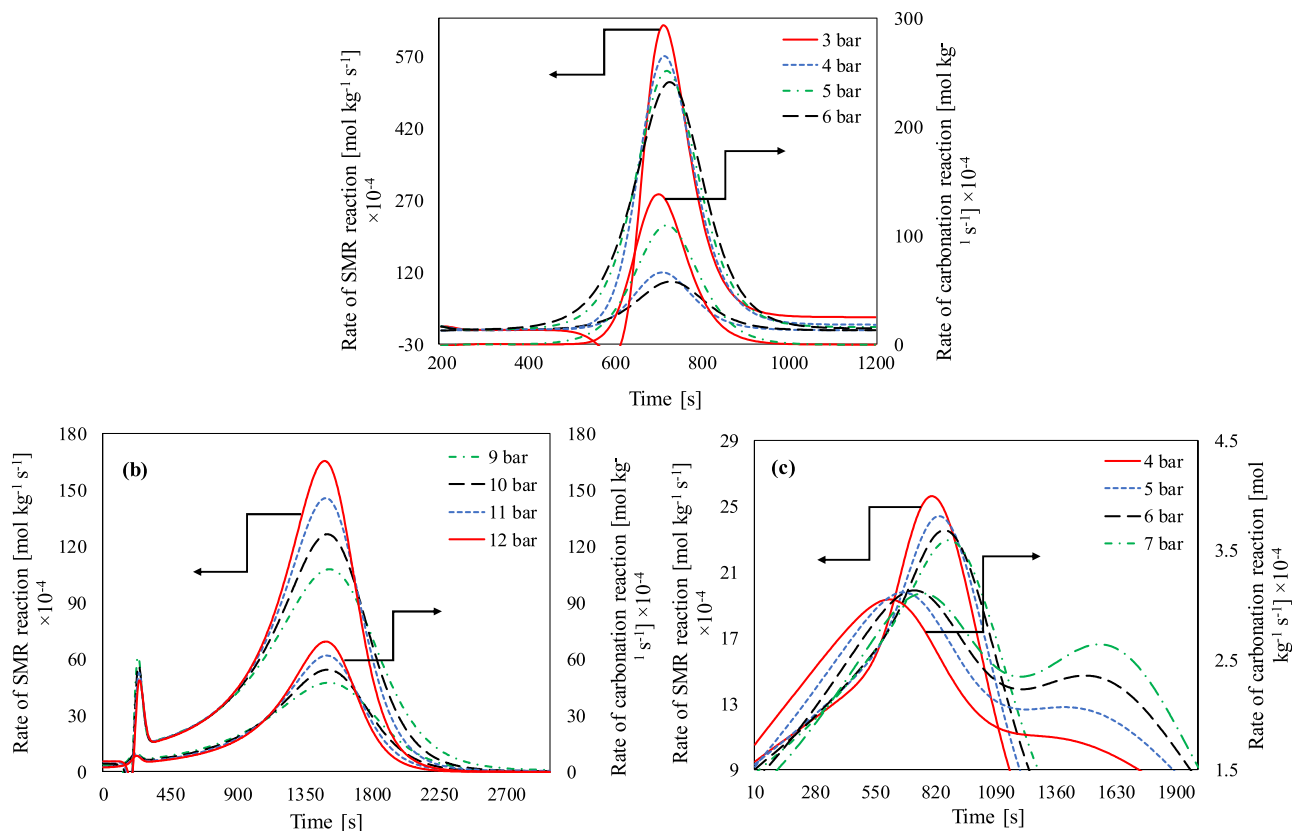 Rate of SMR reaction [mol kg⁻¹ s⁻¹]
×10⁻⁴
570
420
270
120
-30
300
200
100
0
Rate of carbonation reaction [mol kg⁻
¹ s⁻¹] ×10⁻⁴
3 bar
4 bar
5 bar
6 bar
200 400 600 800 1000 1200
Time [s]
Rate of SMR reaction [mol kg⁻¹ s⁻¹]
×10⁻⁴
180
150
120
90
60
30
0
(b)
9 bar
10 bar
11 bar
12 bar
180
150
120
90
60
30
0
Rate of carbonation reaction [mol kg⁻
¹ s⁻¹] ×10⁻⁴
0 450 900 1350 1800 2250 2700
Time [s]
Rate of SMR reaction [mol kg⁻¹ s⁻¹]
×10⁻⁴
29
25
21
17
13
9
(c)
4 bar
5 bar
6 bar
7 bar
4.5
3.5
2.5
1.5
Rate of carbonation reaction [mol
kg⁻¹ s⁻¹] ×10⁻⁴
10 280 550 820 1090 1360 1630 1900
Time [s]